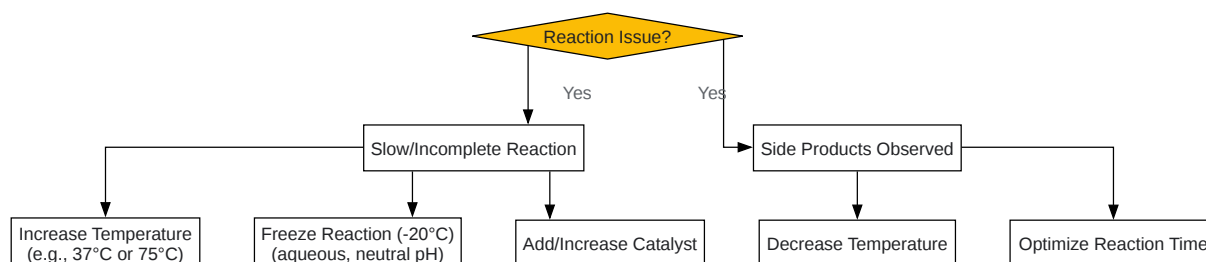 Reaction Issue?
Yes
Yes
Slow/Incomplete Reaction
Side Products Observed
Increase Temperature
(e.g., 37°C or 75°C)
Freeze Reaction (-20°C)
(aqueous, neutral pH)
Add/Increase Catalyst
Decrease Temperature
Optimize Reaction Time